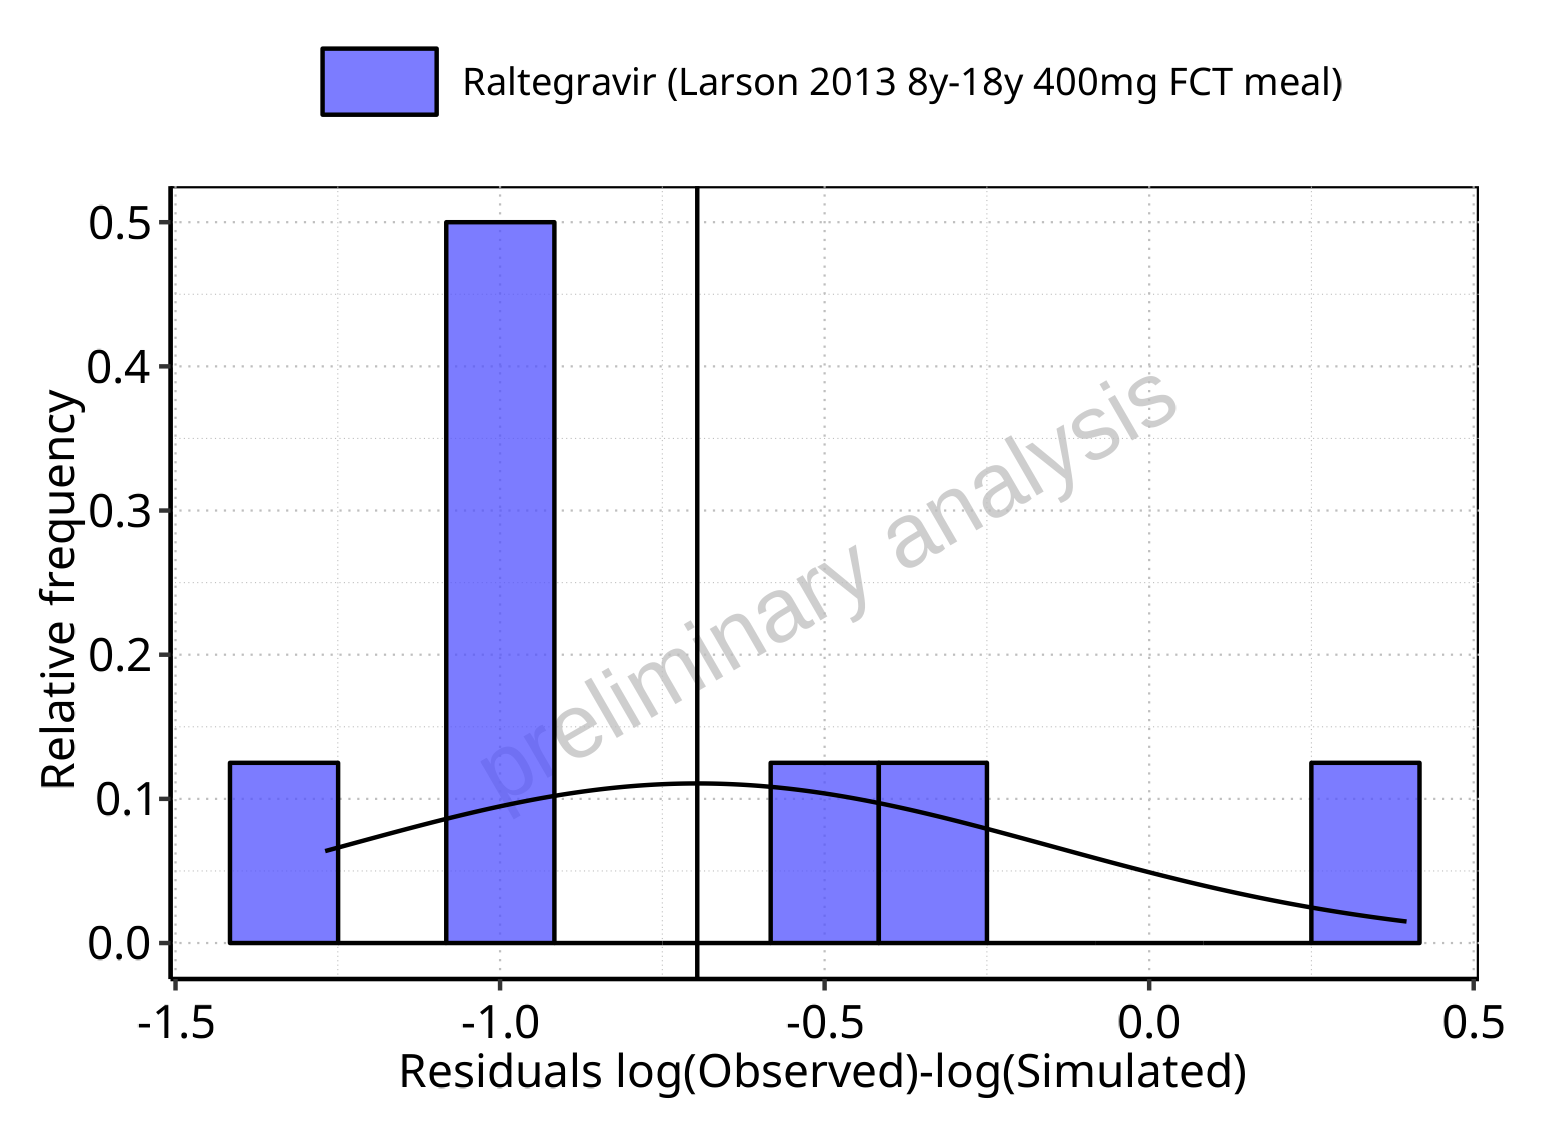 Raltegravir (Larson 2013 8y-18y 400mg FCT meal)
0.5
0.4
0.3
0.2
0.1
0.0
Relative frequency
preliminary analysis
-1.5 -1.0 -0.5 0.0 0.5
Residuals log(Observed)-log(Simulated)